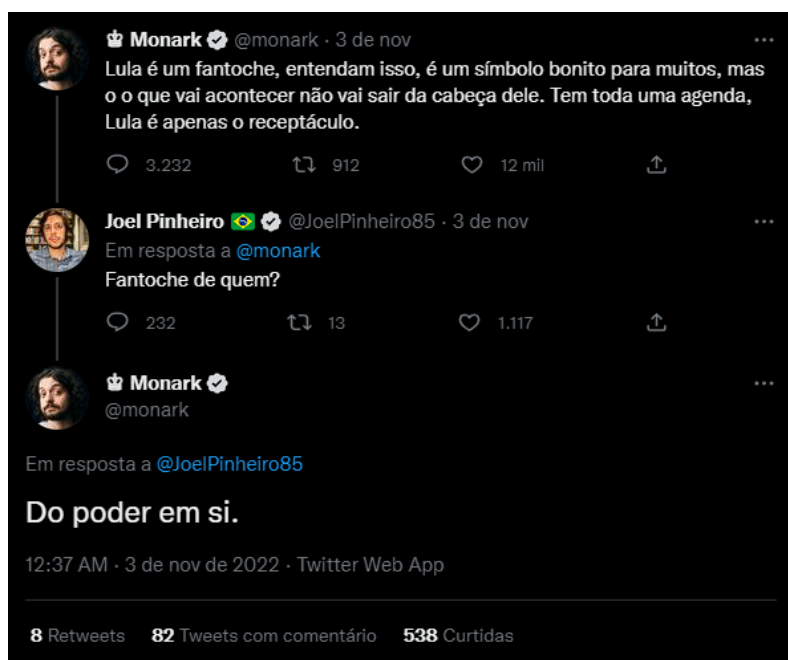 Monark @monark · 3 de nov
Lula é um fantoche, entendam isso, é um símbolo bonito para muitos, mas
o o que vai acontecer não vai sair da cabeça dele. Tem toda uma agenda,
Lula é apenas o receptáculo.
3.232 912 12 mil
Joel Pinheiro @JoelPinheiro85 · 3 de nov
Em resposta a @monark
Fantoche de quem?
232 13 1.117
Monark
@monark
Em resposta a @JoelPinheiro85
Do poder em si.
12:37 AM · 3 de nov de 2022 · Twitter Web App
8 Retweets 82 Tweets com comentário 538 Curtidas